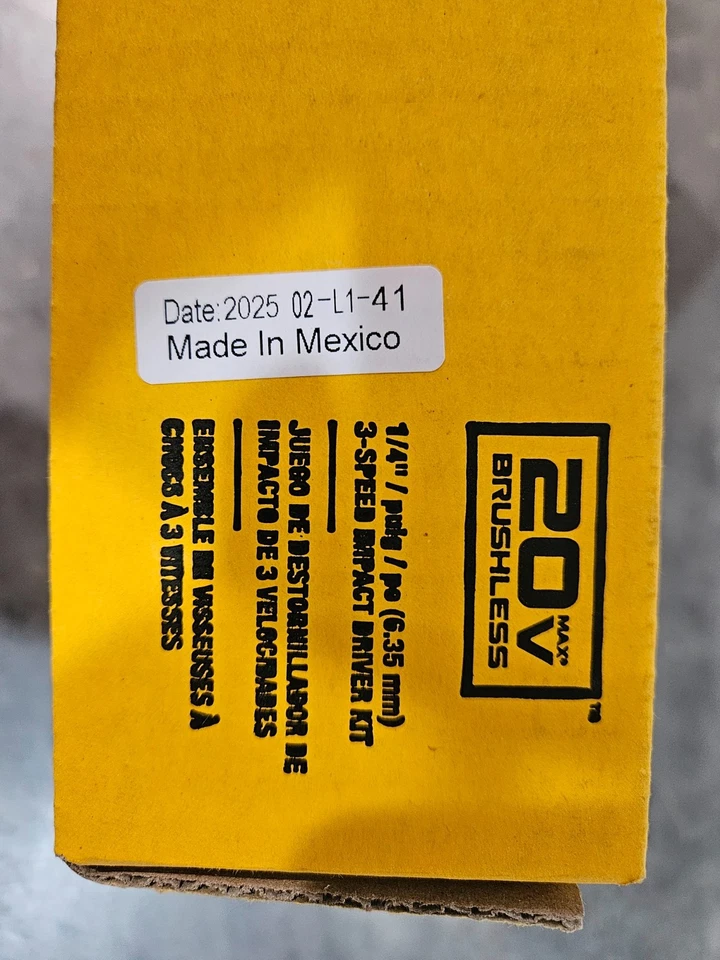 Date:2025 02-L1-41
Made In Mexico
20V MAX*
BRUSHLESS
TM
1/4" / pulg / po (6.35 mm)
3-SPEED IMPACT DRIVER KIT
JUEGO DE DESTORNILLADOR DE
IMPACTO DE 3 VELOCIDADES
ENSEMBLE DE VISSEUSES À
CHOCS À 3 VITESSES